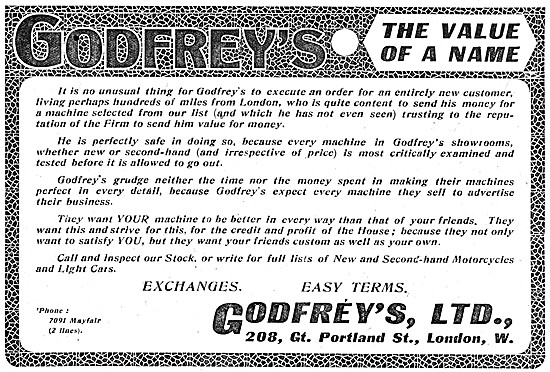 GODFREY'S
THE VALUE
OF A NAME
It is no unusual thing for Godfrey's to execute an order for an entirely new customer,
living perhaps hundreds of miles from London, who is quite content to send his money for
a machine selected from our list (and which he has not even seen) trusting to the repu-
tation of the Firm to send him value for money.
He is perfectly safe in doing so, because every machine in Godfrey's showrooms,
whether new or second-hand (and irrespective of price) is most critically examined and
tested before it is allowed to go out.
Godfrey's grudge neither the time nor the money spent in making their machines
perfect in every detail, because Godfrey's expect every machine they sell to advertise
their business.
They want YOUR machine to be better in every way than that of your friends. They
want this and strive for this, for the credit and profit of the House; because they not only
want to satisfy YOU, but they want your friends custom as well as your own.
Call and inspect our Stock, or write for full lists of New and Second-hand Motorcycles
and Light Cars.
EXCHANGES. EASY TERMS.
'Phone :
7091 Mayfair
(2 lines).
GODFREY'S, LTD.,
208, Gt. Portland St., London, W.